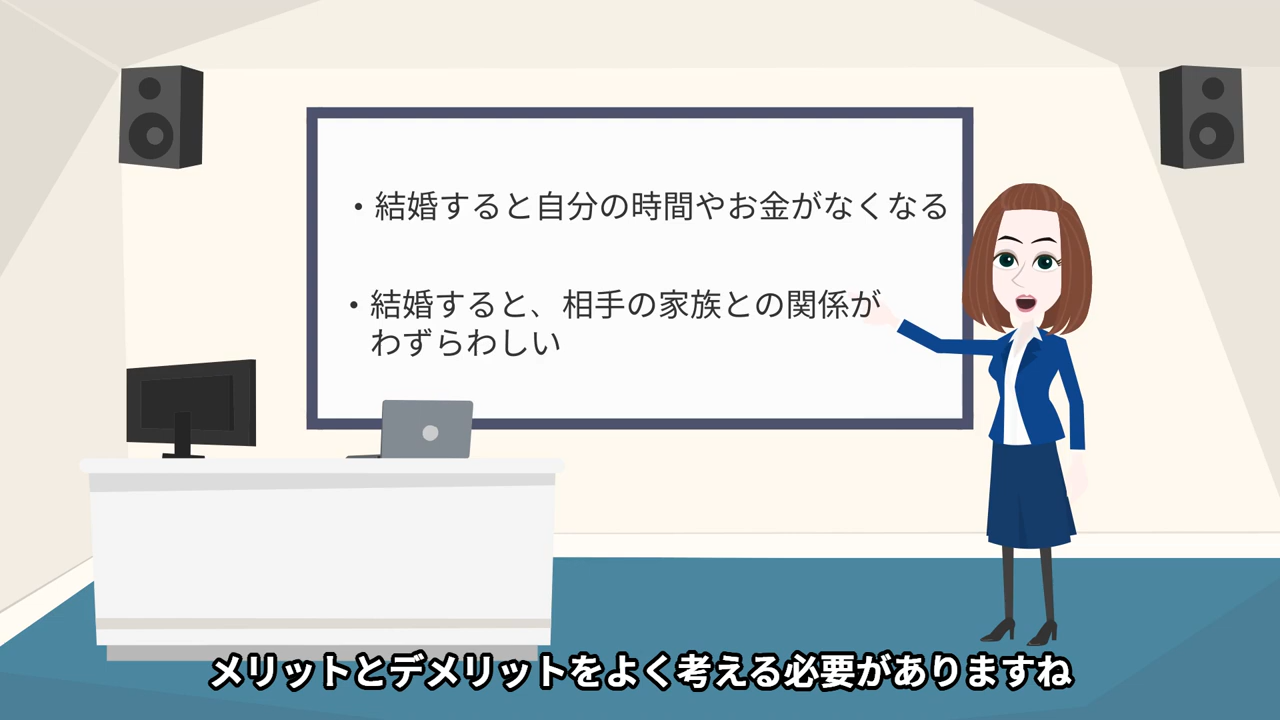 ・結婚すると自分の時間やお金がなくなる
・結婚すると、相手の家族との関係が
わずらわしい
メリットとデメリットをよく考える必要がありますね